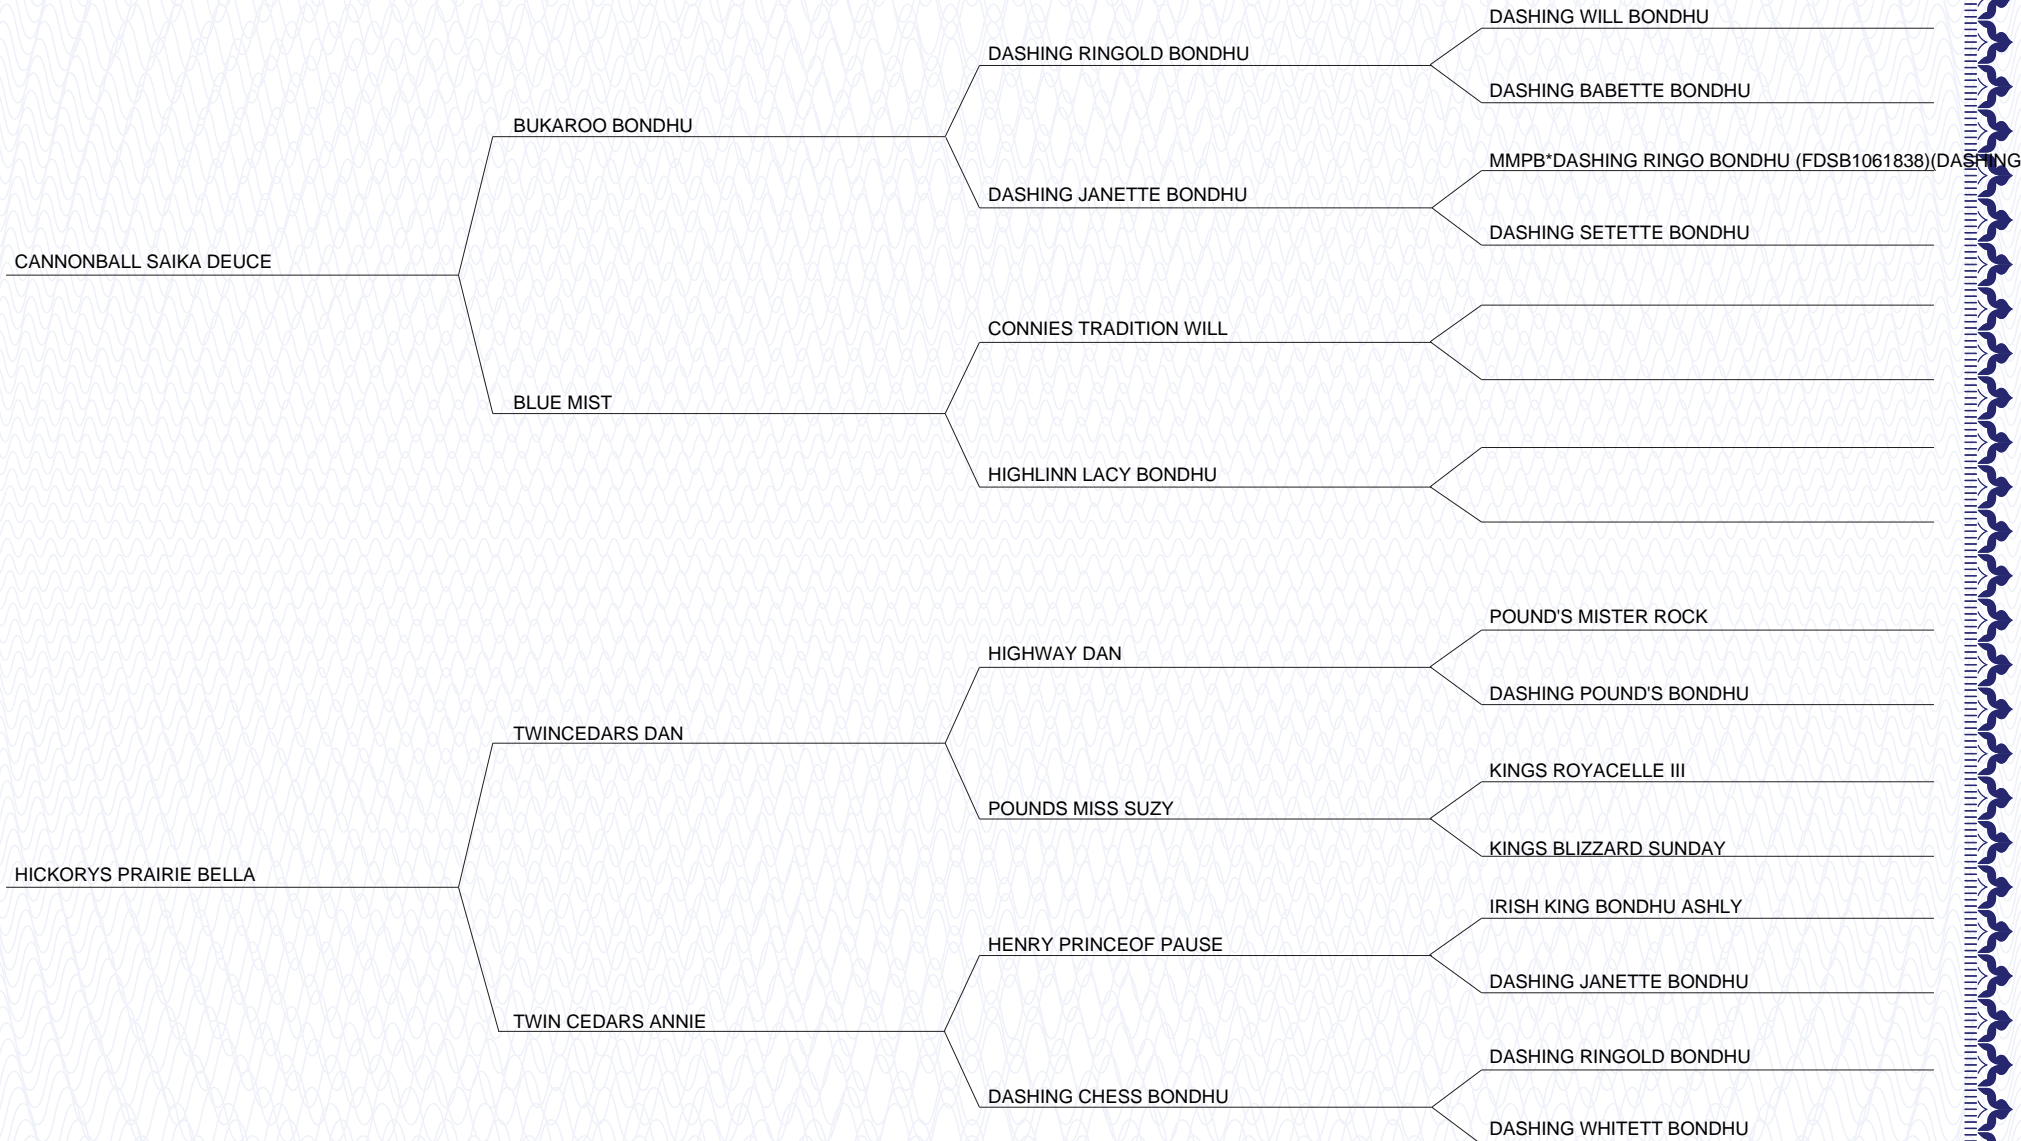 DASHING WILL BONDHU
DASHING RINGOLD BONDHU
DASHING BABETTE BONDHU
BUKAROO BONDHU
MMPB*DASHING RINGO BONDHU (FDSB1061838)(DASHING
DASHING JANETTE BONDHU
DASHING SETETTE BONDHU
CANNONBALL SAIKA DEUCE
CONNIES TRADITION WILL
BLUE MIST
HIGHLINN LACY BONDHU
POUND'S MISTER ROCK
HIGHWAY DAN
DASHING POUND'S BONDHU
TWINCEDARS DAN
KINGS ROYACELLE III
POUNDS MISS SUZY
KINGS BLIZZARD SUNDAY
HICKORYS PRAIRIE BELLA
IRISH KING BONDHU ASHLY
HENRY PRINCEOF PAUSE
DASHING JANETTE BONDHU
TWIN CEDARS ANNIE
DASHING RINGOLD BONDHU
DASHING CHESS BONDHU
DASHING WHITETT BONDHU